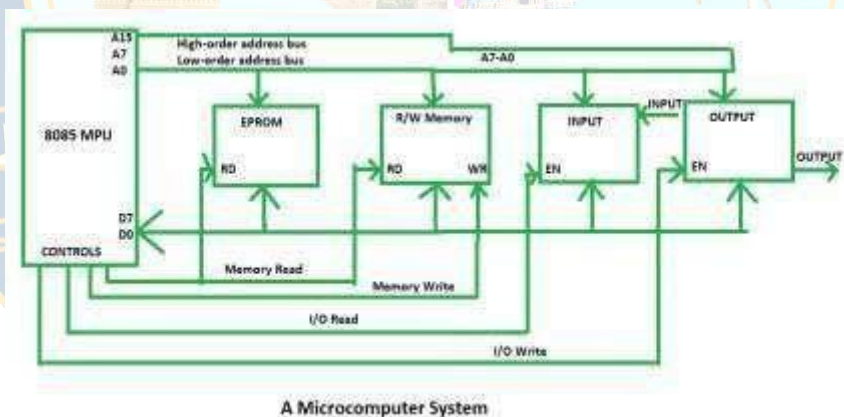 A15
High-order address bus
A7
A7-A0
Low-order address bus
A0
EPROM
R/W Memory
INPUT
INPUT
OUTPUT
8085 MPU
RD
RD
WR
EN
EN
OUTPUT
D7
D0
CONTROLS
Memory Read
Memory Write
I/O Read
I/O Write
A Microcomputer System